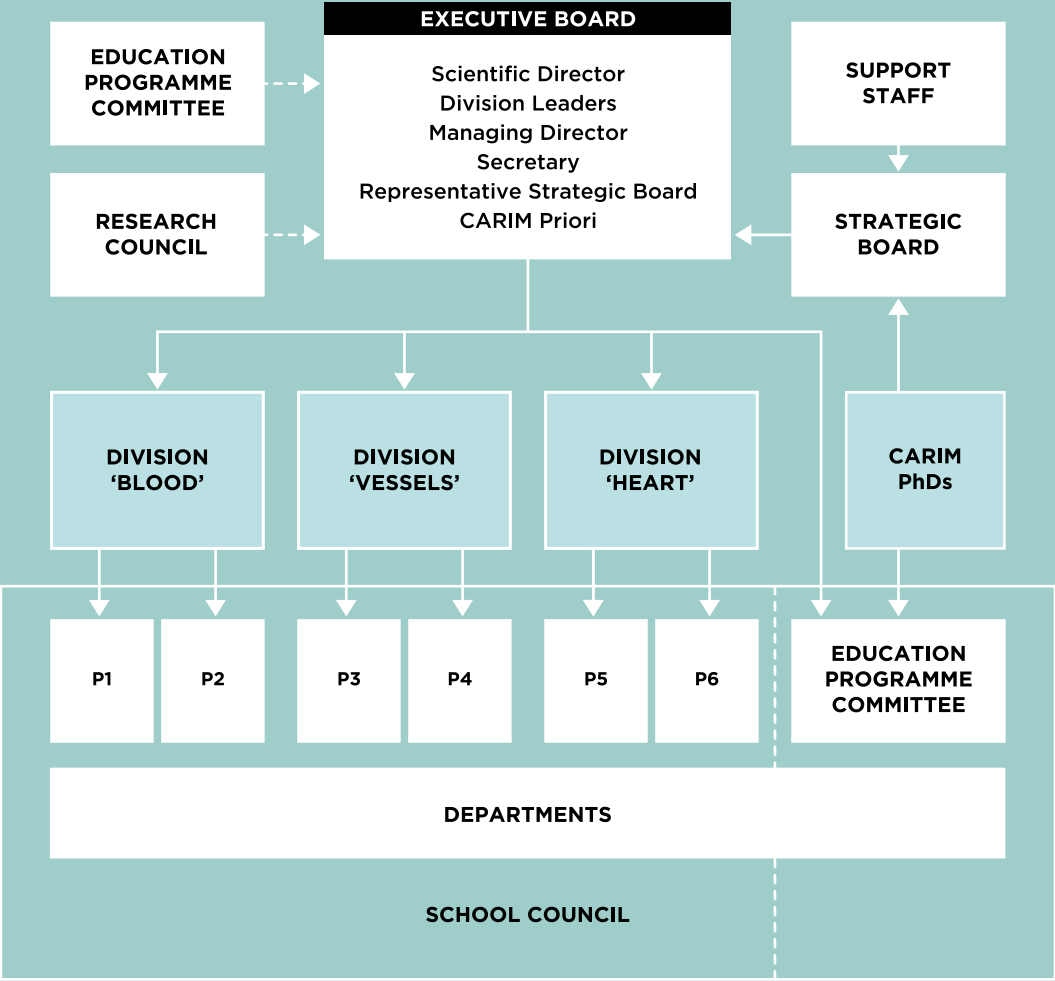 EXECUTIVE BOARD
Scientific Director
Division Leaders
Managing Director
Secretary
Representative Strategic Board
CARIM Priori
EDUCATION
PROGRAMME
COMMITTEE
RESEARCH
COUNCIL
SUPPORT
STAFF
STRATEGIC
BOARD
DIVISION
‘BLOOD’
DIVISION
‘VESSELS’
DIVISION
‘HEART’
CARIM
PhDs
P1
P2
P3
P4
P5
P6
EDUCATION
PROGRAMME
COMMITTEE
DEPARTMENTS
SCHOOL COUNCIL